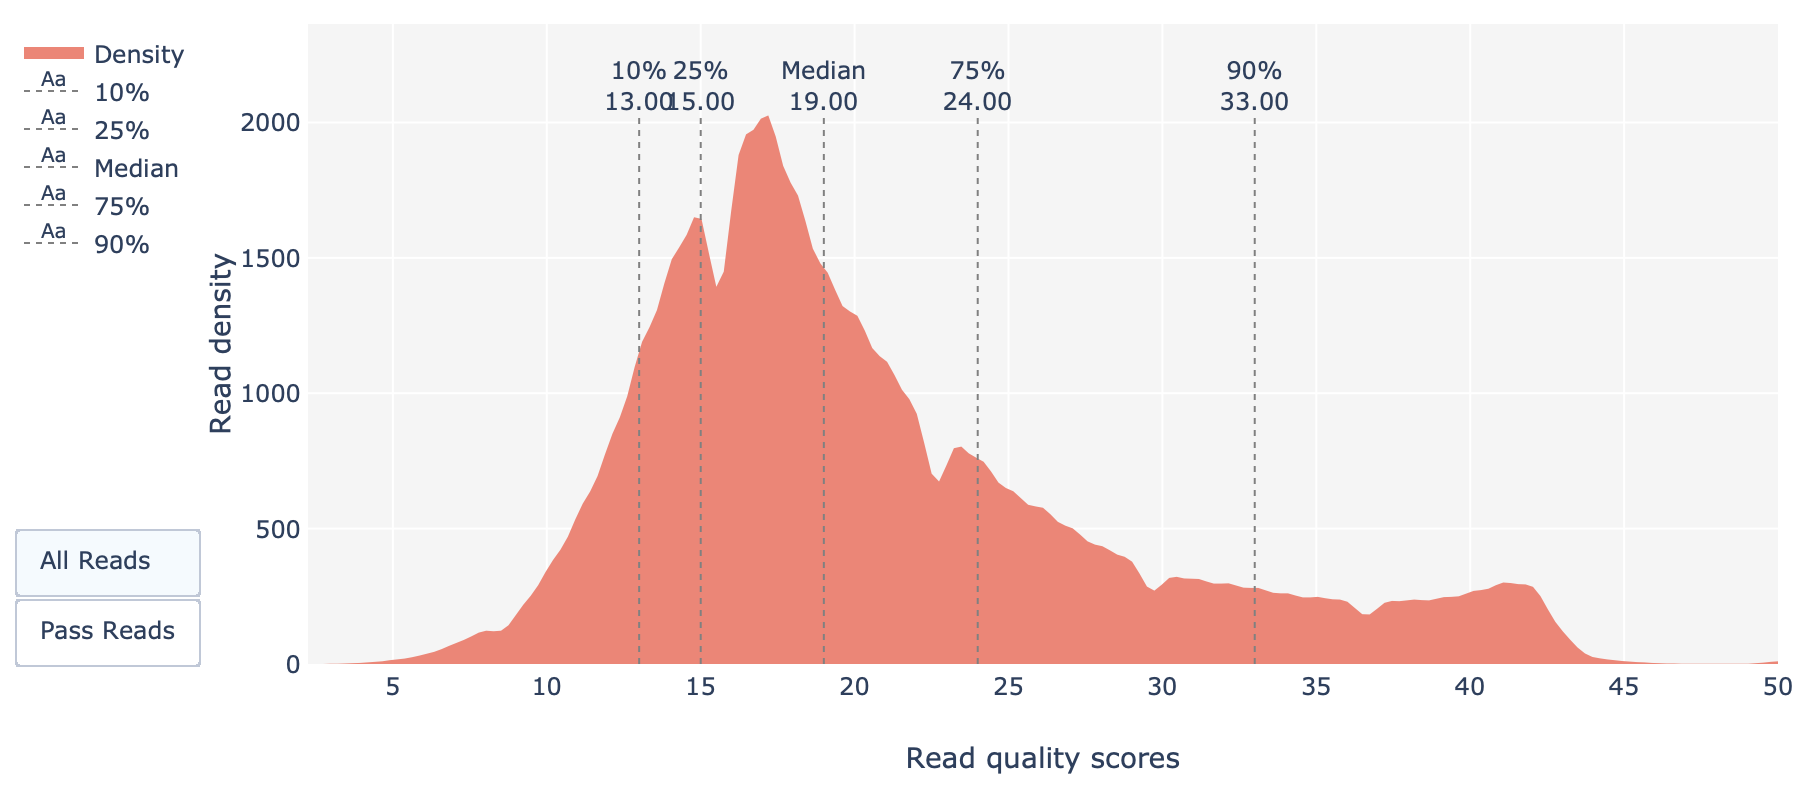 Density
Aa
10%
Aa
25%
Aa
Median
Aa
75%
Aa
90%
All Reads
Pass Reads
10% 25% Median 75% 90%
13.00 15.00 19.00 24.00 33.00
2000
1500
1000
500
0
Read density
5 10 15 20 25 30 35 40 45 50
Read quality scores